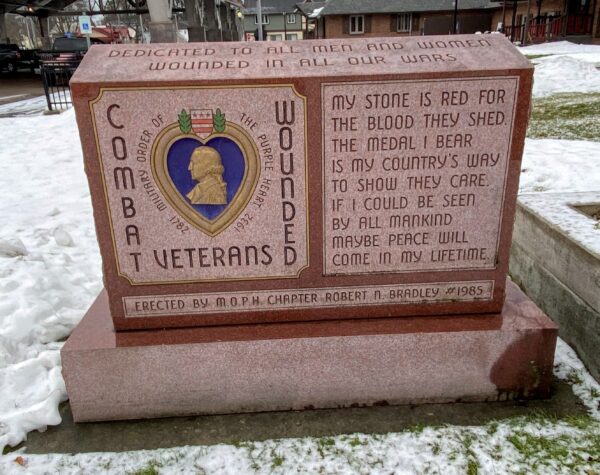 DEDICATED TO ALL MEN AND WOMEN
WOUNDED IN ALL OUR WARS
COMBAT
WOUNDED
VETERANS
MILITARY ORDER OF
THE PURPLE HEART
1782
1932
MY STONE IS RED FOR
THE BLOOD THEY SHED.
THE MEDAL I BEAR
IS MY COUNTRY'S WAY
TO SHOW THEY CARE.
IF I COULD BE SEEN
BY ALL MANKIND
MAYBE PEACE WILL
COME IN MY LIFETIME.
ERECTED BY M.O.P.H. CHAPTER ROBERT N. BRADLEY #1985